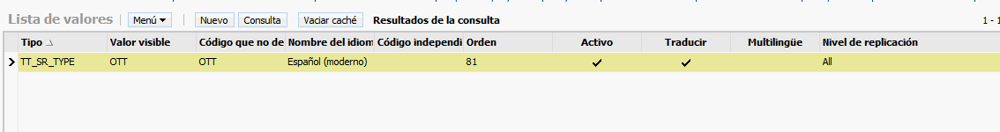 Lista de valores Menú Nuevo Consulta Vaciar caché Resultados de la consulta 1 - 1
Tipo Valor visible Código que no de Nombre del idiom Código independi Orden Activo Traducir Multilingüe Nivel de replicación
TT_SR_TYPE OTT OTT Español (moderno) 81 All